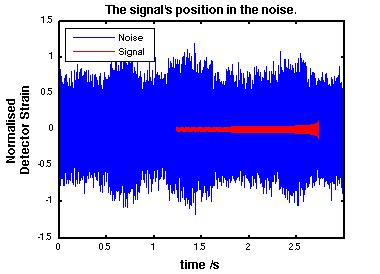 The signal's position in the noise.
Noise
Signal
Normalised
Detector Strain
1.5
1
0.5
0
-0.5
-1
-1.5
0 0.5 1 1.5 2 2.5
time /s